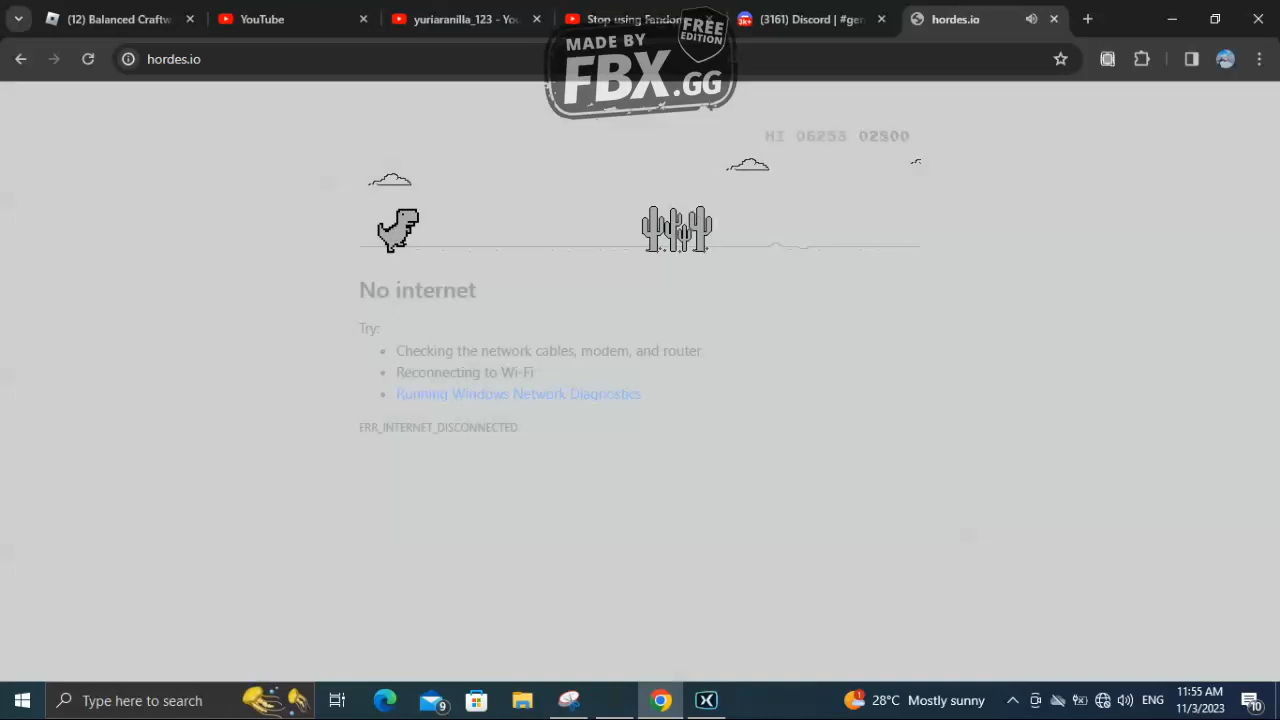 (12) Balanced Craftw
YouTube
yuriaranilla_123 - You
Stop using Fandom
(3161) Discord | #gen
hordes.io
hordes.io
MADE BY
FBX.GG
FREE
EDITION
HI 06253 02500
No internet
Try:
• Checking the network cables, modem, and router
• Reconnecting to Wi-Fi
• Running Windows Network Diagnostics
ERR_INTERNET_DISCONNECTED
Type here to search
9
1
28°C Mostly sunny
ENG
11:55 AM
11/3/2023
10